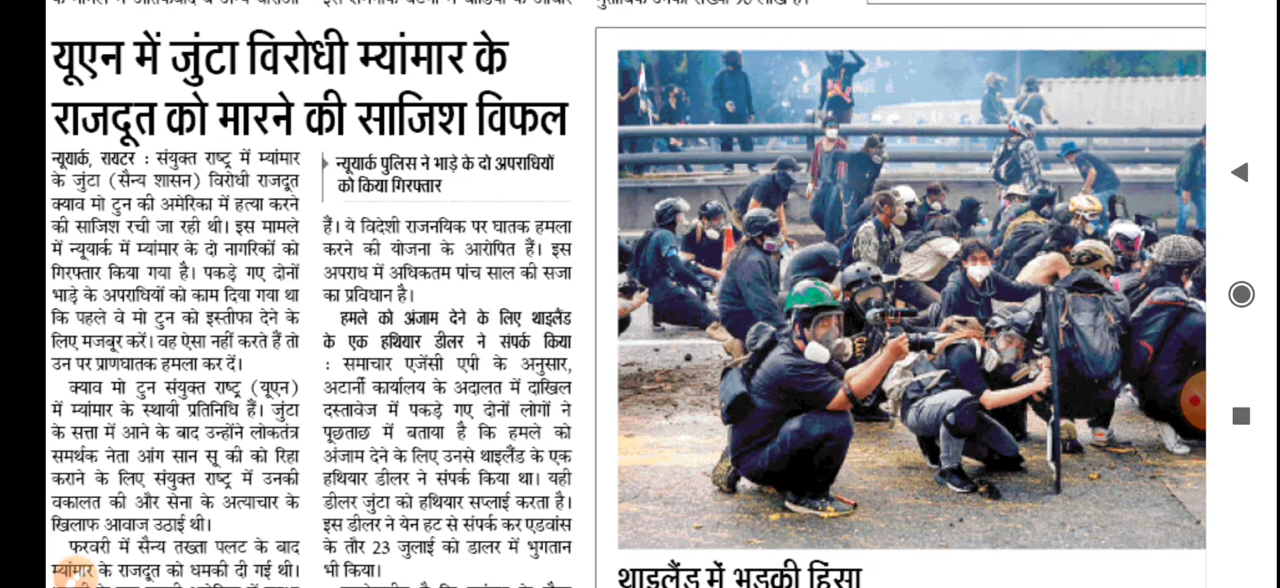 यूएन में जुंटा विरोधी म्यांमार के
राजदूत को मारने की साजिश विफल
न्यूयार्क, रायटर : संयुक्त राष्ट्र में म्यांमार
के जुंटा (सैन्य शासन) विरोधी राजदूत
क्याव मो टुन की अमेरिका में हत्या करने
की साजिश रची जा रही थी। इस मामले
में न्यूयार्क में म्यांमार के दो नागरिकों को
गिरफ्तार किया गया है। पकड़े गए दोनों
भाड़े के अपराधियों को काम दिया गया था
कि पहले वे मो टुन को इस्तीफा देने के
लिए मजबूर करें। वह ऐसा नहीं करते हैं तो
उन पर प्राणघातक हमला कर दें।
क्याव मो टुन संयुक्त राष्ट्र (यूएन)
में म्यांमार के स्थायी प्रतिनिधि हैं। जुंटा
के सत्ता में आने के बाद उन्होंने लोकतंत्र
समर्थक नेता आंग सान सू की को रिहा
कराने के लिए संयुक्त राष्ट्र में उनकी
वकालत की और सेना के अत्याचार के
खिलाफ आवाज उठाई थी।
फरवरी में सैन्य तख्ता पलट के बाद
म्यांमार के राजदूत को धमकी दी गई थी।
न्यूयार्क पुलिस ने भाड़े के दो अपराधियों
को किया गिरफ्तार
हैं। ये विदेशी राजनयिक पर घातक हमला
करने की योजना के आरोपित हैं। इस
अपराध में अधिकतम पांच साल की सजा
का प्रविधान है।
हमले को अंजाम देने के लिए थाइलैंड
के एक हथियार डीलर ने संपर्क किया
: समाचार एजेंसी एपी के अनुसार,
अटार्नी कार्यालय के अदालत में दाखिल
दस्तावेज में पकड़े गए दोनों लोगों ने
पूछताछ में बताया है कि हमले को
अंजाम देने के लिए उनसे थाइलैंड के एक
हथियार डीलर ने संपर्क किया था। यही
डीलर जुंटा को हथियार सप्लाई करता है।
इस डीलर ने येन हट से संपर्क कर एडवांस
के तौर 23 जुलाई को डालर में भुगतान
भी किया।
थाइलैंड में भड़की हिंसा